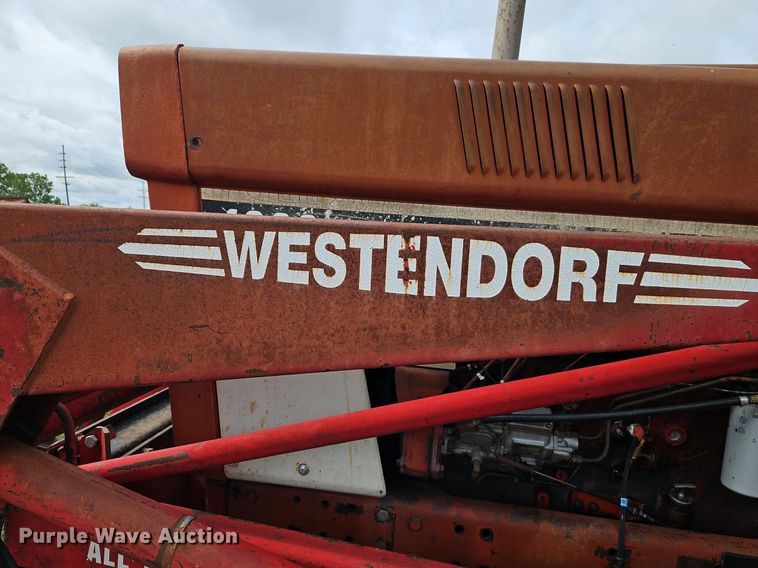 WESTENDORF
ALL
Purple Wave Auction